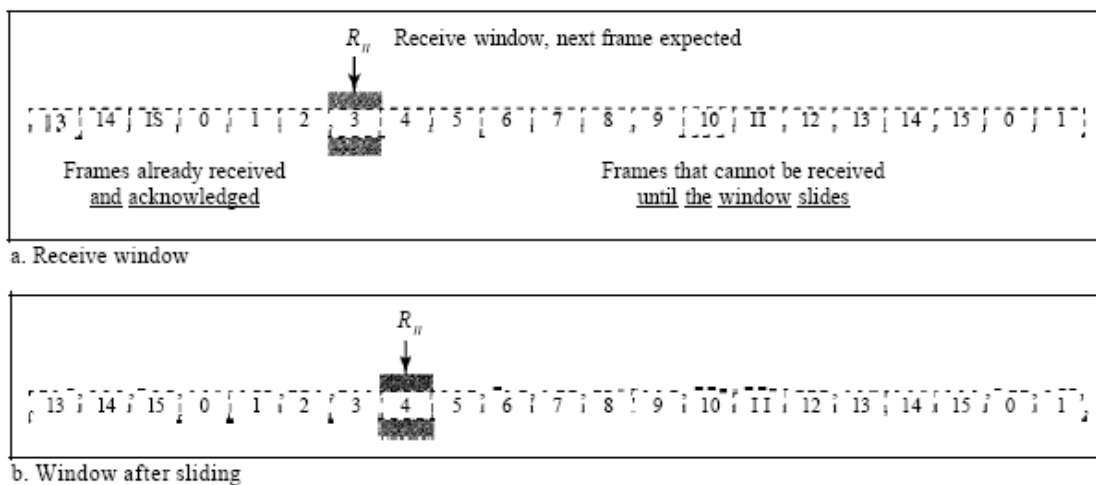 Rn Receive window, next frame expected
13 14 IS 0 1 2 3 4 5 6 7 8 9 10 II 12 13 14 15 0 1
Frames already received Frames that cannot be received
and acknowledged until the window slides
a. Receive window
Rn
13 14 15 0 1 2 3 4 5 6 7 8 9 10 II 12 13 14 15 0 1
b. Window after sliding